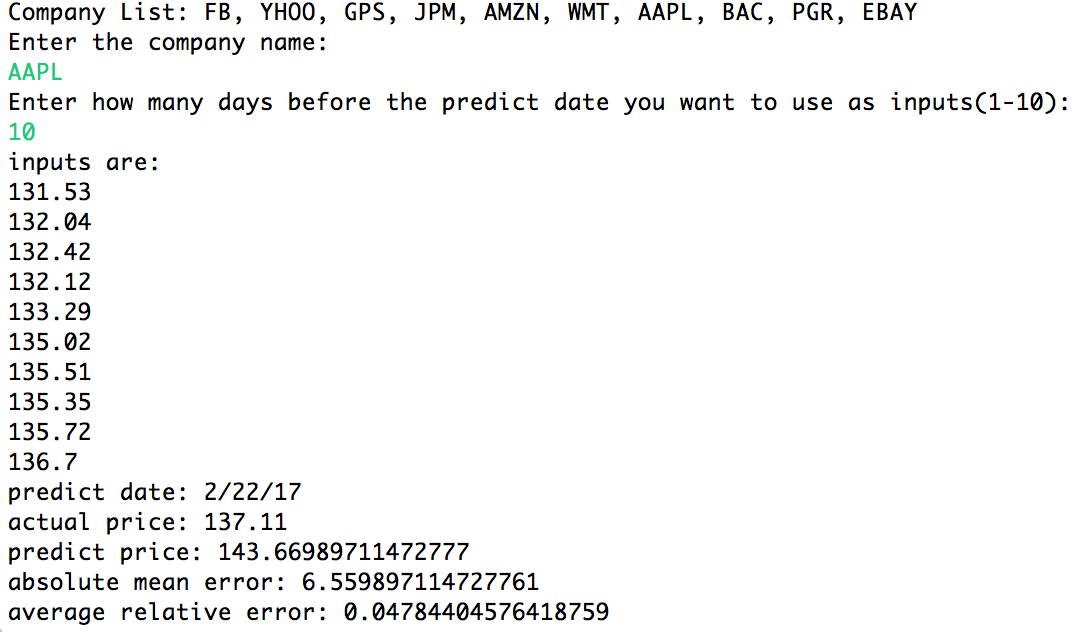 Company List: FB, YHOO, GPS, JPM, AMZN, WMT, AAPL, BAC, PGR, EBAY
Enter the company name:
AAPL
Enter how many days before the predict date you want to use as inputs(1-10):
10
inputs are:
131.53
132.04
132.42
132.12
133.29
135.02
135.51
135.35
135.72
136.7
predict date: 2/22/17
actual price: 137.11
predict price: 143.66989711472777
absolute mean error: 6.559897114727761
average relative error: 0.04784404576418759